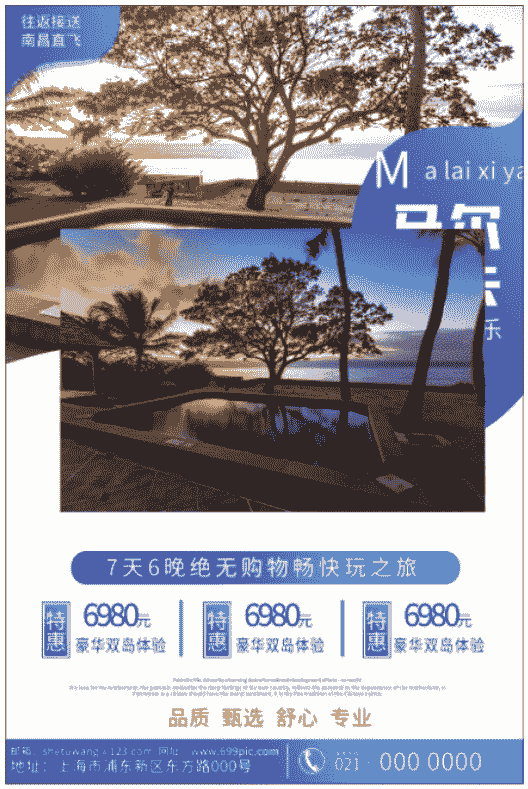 往返接送
南昌直飞
M a lai xi ya
马尔
乐
7天6晚绝无购物畅快玩之旅
特惠 6980元 豪华双岛体验
特惠 6980元 豪华双岛体验
特惠 6980元 豪华双岛体验
品质 甄选 舒心 专业
邮箱：shetuwang@123.com 网址：www.699pic.com
地址：上海市浦东新区东方路000号
021 - 000 0000